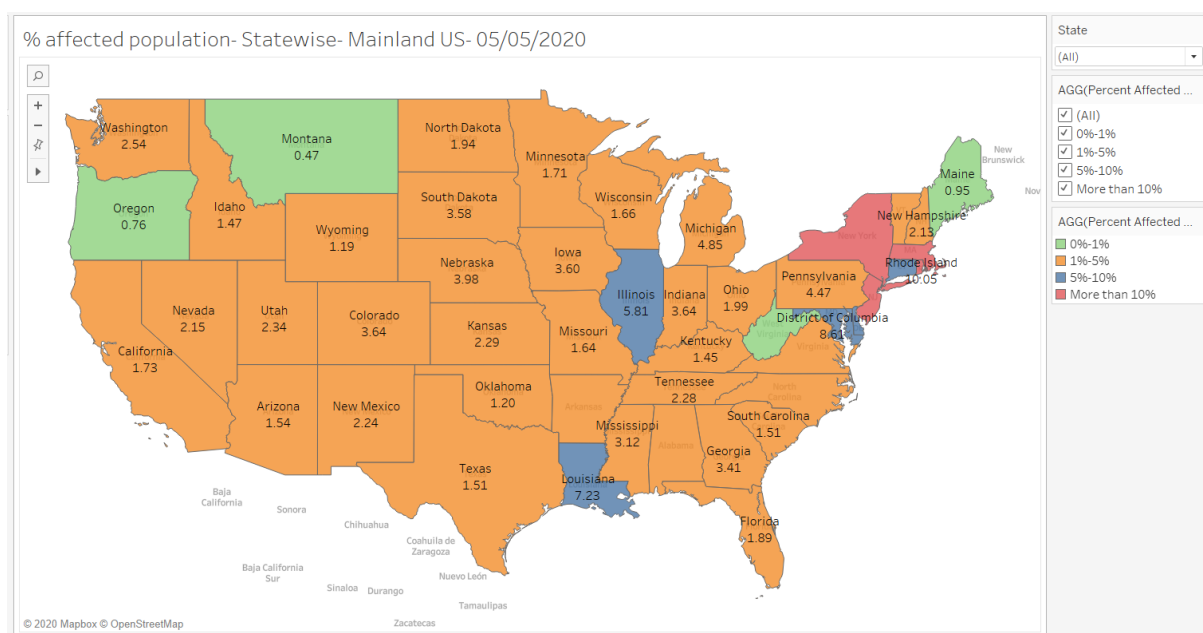 % affected population- Statewise- Mainland US- 05/05/2020
State
(All)
AGG(Percent Affected ...
(All)
0%-1%
1%-5%
5%-10%
More than 10%
AGG(Percent Affected ...
0%-1%
1%-5%
5%-10%
More than 10%
Washington
2.54
Montana
0.47
North Dakota
1.94
Minnesota
1.71
Maine
0.95
New
Brunswick
Nov
Oregon
0.76
Idaho
1.47
Wyoming
1.19
South Dakota
3.58
Wisconsin
1.66
Michigan
4.85
New York
New Hampshire
2.13
Rhode Island
10.05
Nebraska
3.98
Iowa
3.60
Illinois
5.81
Indiana
3.64
Ohio
1.99
Pennsylvania
4.47
District of Columbia
8.61
Nevada
2.15
Utah
2.34
Colorado
3.64
Kansas
2.29
Missouri
1.64
Kentucky
1.45
West
Virginia
Virginia
California
1.73
Arizona
1.54
New Mexico
2.24
Oklahoma
1.20
Arkansas
Tennessee
2.28
North
Carolina
South Carolina
1.51
Mississippi
3.12
Alabama
Georgia
3.41
Texas
1.51
Louisiana
7.23
Florida
1.89
Baja
California
Sonora
Chihuahua
Coahuila de
Zaragoza
Baja California
Sur
Sinaloa
Durango
Nuevo León
Tamaulipas
Zacatecas
© 2020 Mapbox © OpenStreetMap